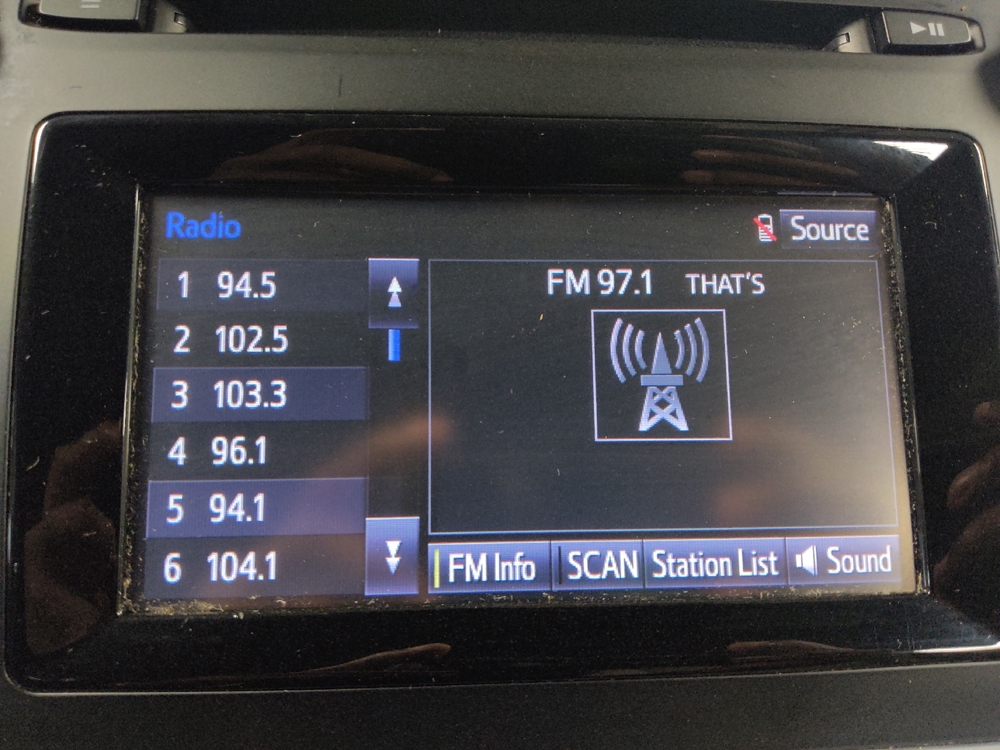 Radio
Source
1 94.5
2 102.5
3 103.3
4 96.1
5 94.1
6 104.1
FM 97.1 THAT'S
FM Info
SCAN
Station List
Sound